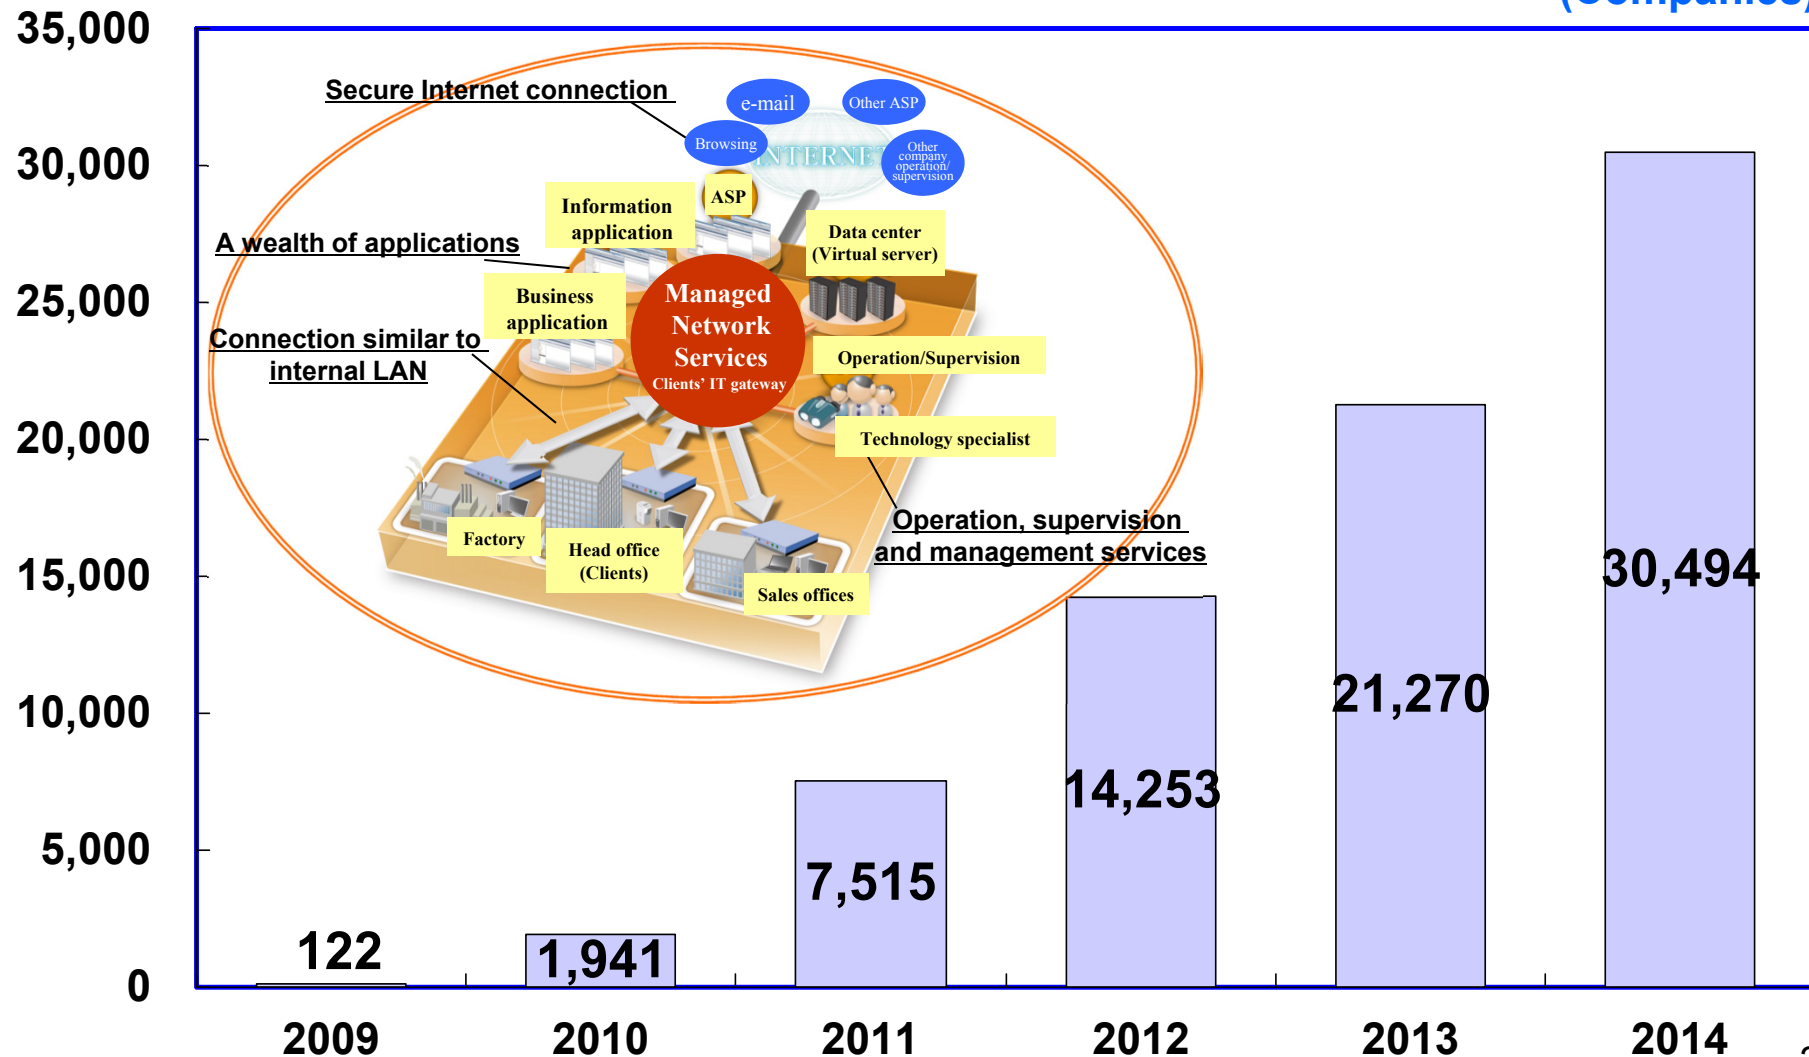 (Companies)
35,000
30,000
25,000
20,000
15,000
10,000
5,000
0
Secure Internet connection
e-mail
Other ASP
Browsing
INTERNET
Other
company
operation/
supervision
ASP
Information
application
A wealth of applications
Data center
(Virtual server)
Business
application
Managed
Network
Services
Clients' IT gateway
Connection similar to
internal LAN
Operation/Supervision
Technology specialist
Operation, supervision
and management services
Factory
Head office
(Clients)
Sales offices
122
1,941
7,515
14,253
21,270
30,494
2009
2010
2011
2012
2013
2014